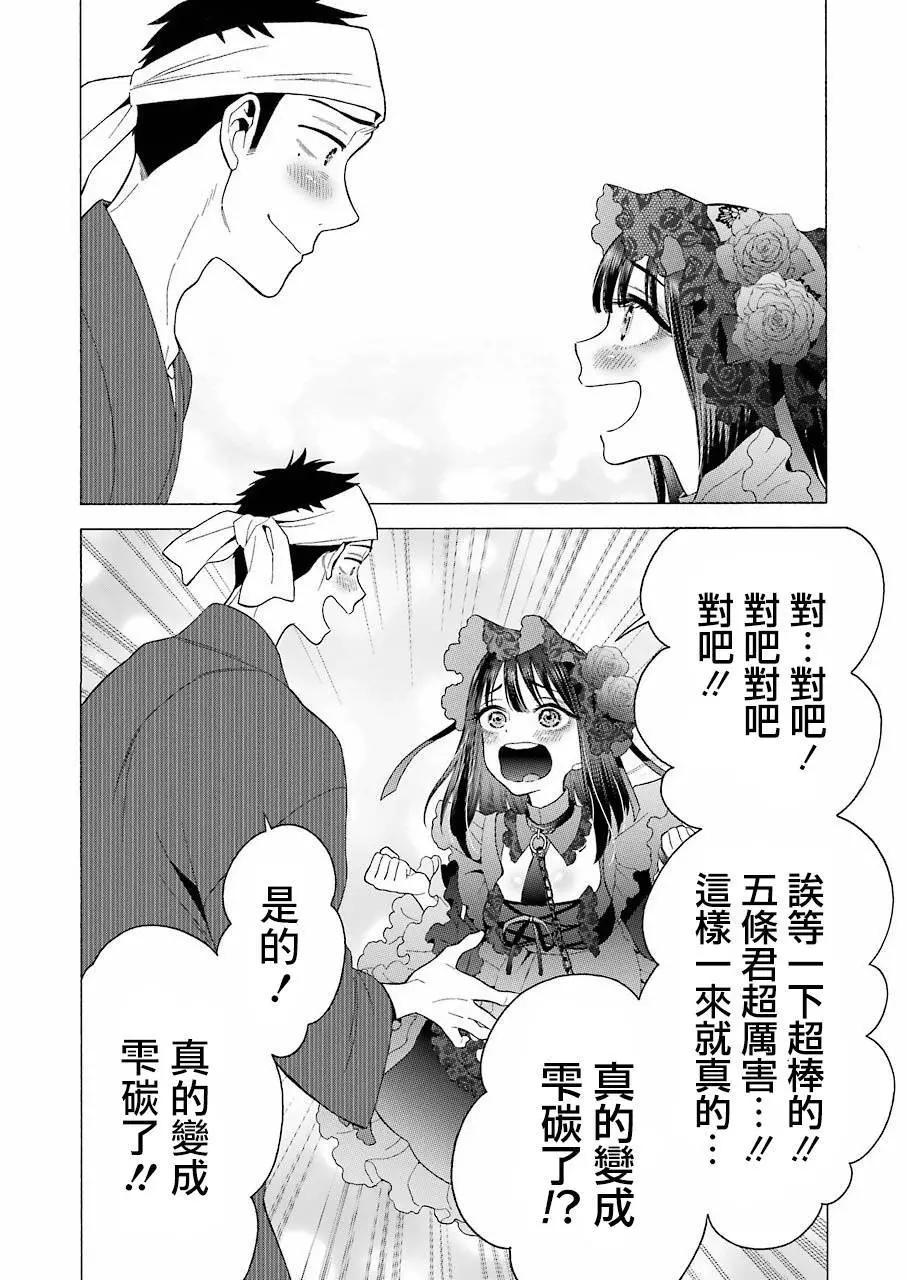 對…對吧！
對吧對吧
對吧!!
誒等一下超棒的!!
五條君超厲害…!!
這樣一來就真的…
真的變成
雫碳了!?
是的！
真的變成
雫碳了!!